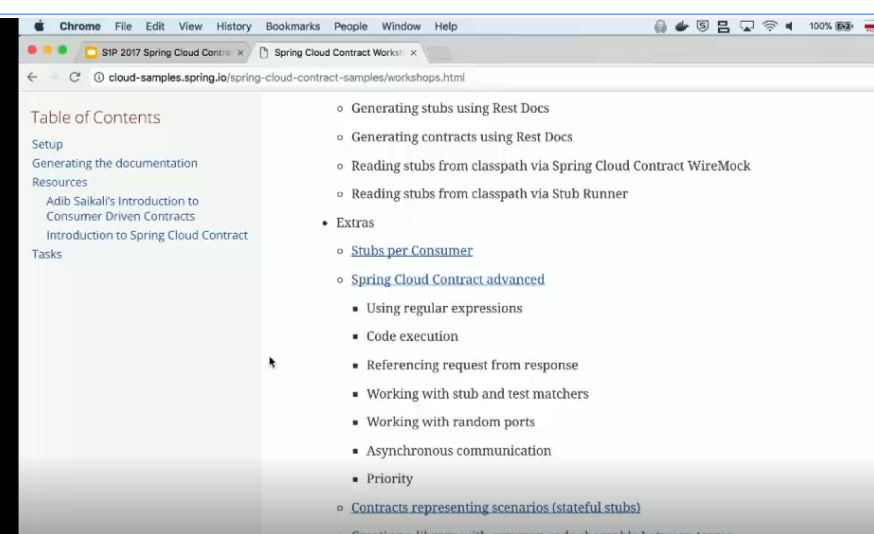 Chrome File Edit View History Bookmarks People Window Help 100%
S1P 2017 Spring Cloud Contra × Spring Cloud Contract Worksh ×
cloud-samples.spring.io/spring-cloud-contract-samples/workshops.html
Table of Contents
Setup
Generating the documentation
Resources
Adib Saikali's Introduction to
Consumer Driven Contracts
Introduction to Spring Cloud Contract
Tasks
Generating stubs using Rest Docs
Generating contracts using Rest Docs
Reading stubs from classpath via Spring Cloud Contract WireMock
Reading stubs from classpath via Stub Runner
Extras
Stubs per Consumer
Spring Cloud Contract advanced
Using regular expressions
Code execution
Referencing request from response
Working with stub and test matchers
Working with random ports
Asynchronous communication
Priority
Contracts representing scenarios (stateful stubs)